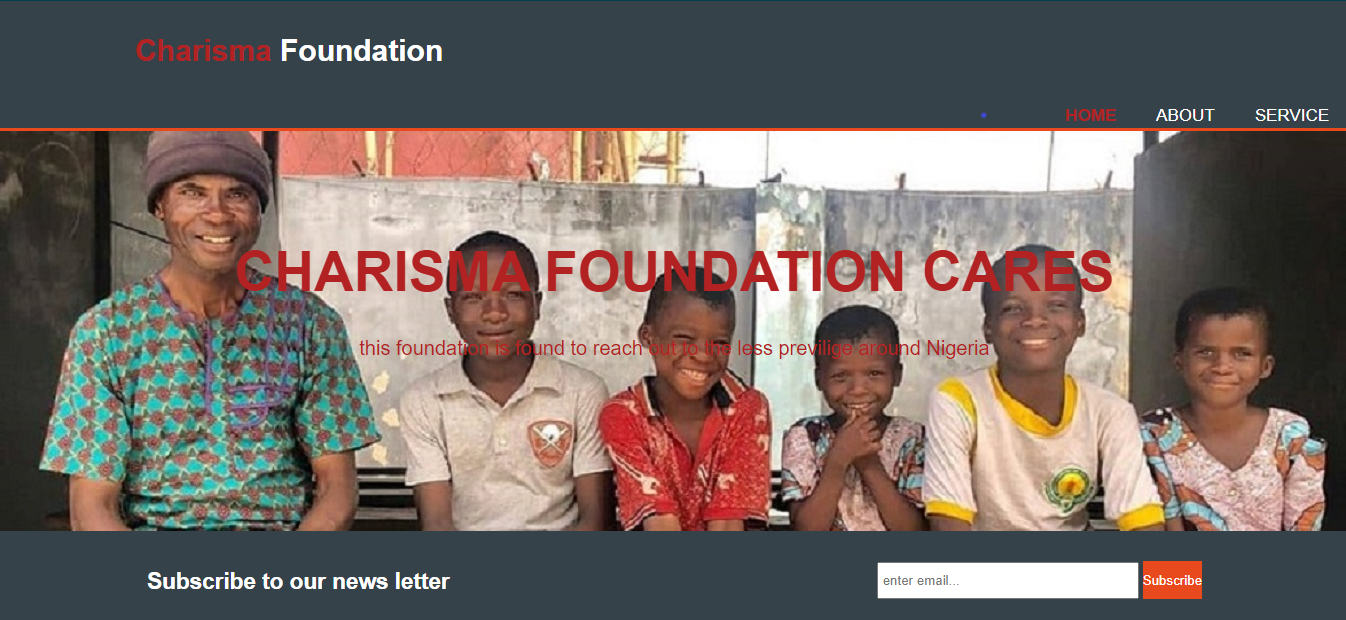 Charisma Foundation
HOME ABOUT SERVICE
CHARISMA FOUNDATION CARES
this foundation is found to reach out to the less previlige around Nigeria
Subscribe to our news letter
enter email... Subscribe